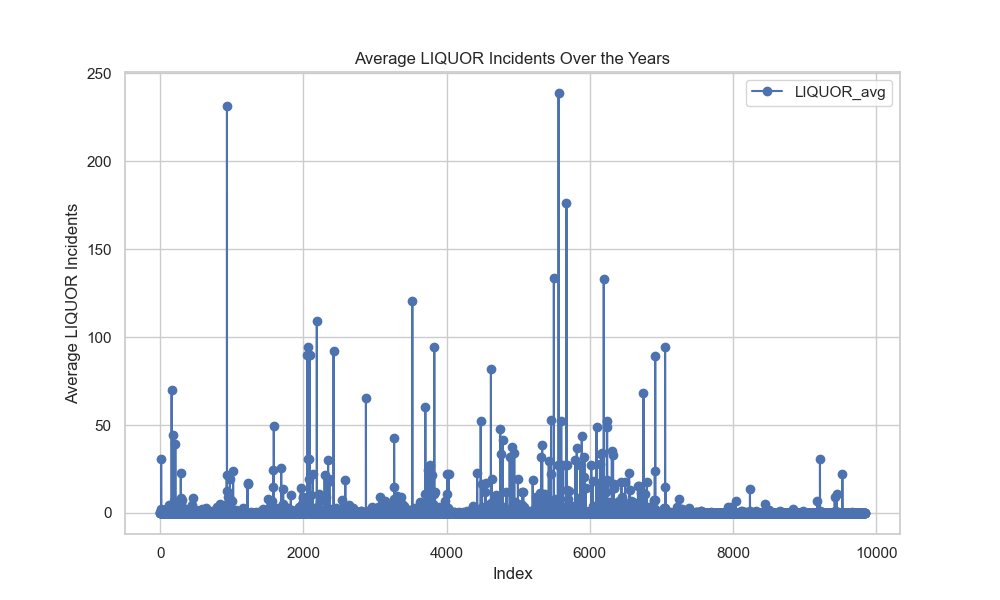 Average LIQUOR Incidents Over the Years
LIQUOR_avg
Average LIQUOR Incidents
250
200
150
100
50
0
0 2000 4000 6000 8000 10000
Index